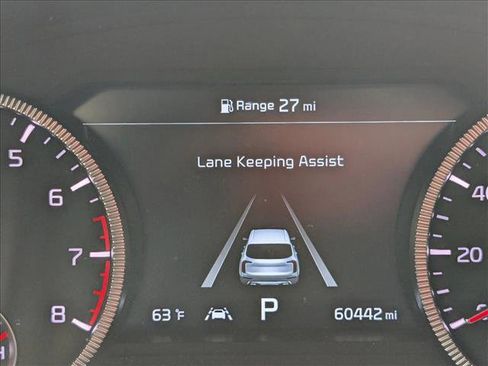 Range 27 mi
Lane Keeping Assist
5
6
7
8
40
20
63 °F
P
60442 mi
H